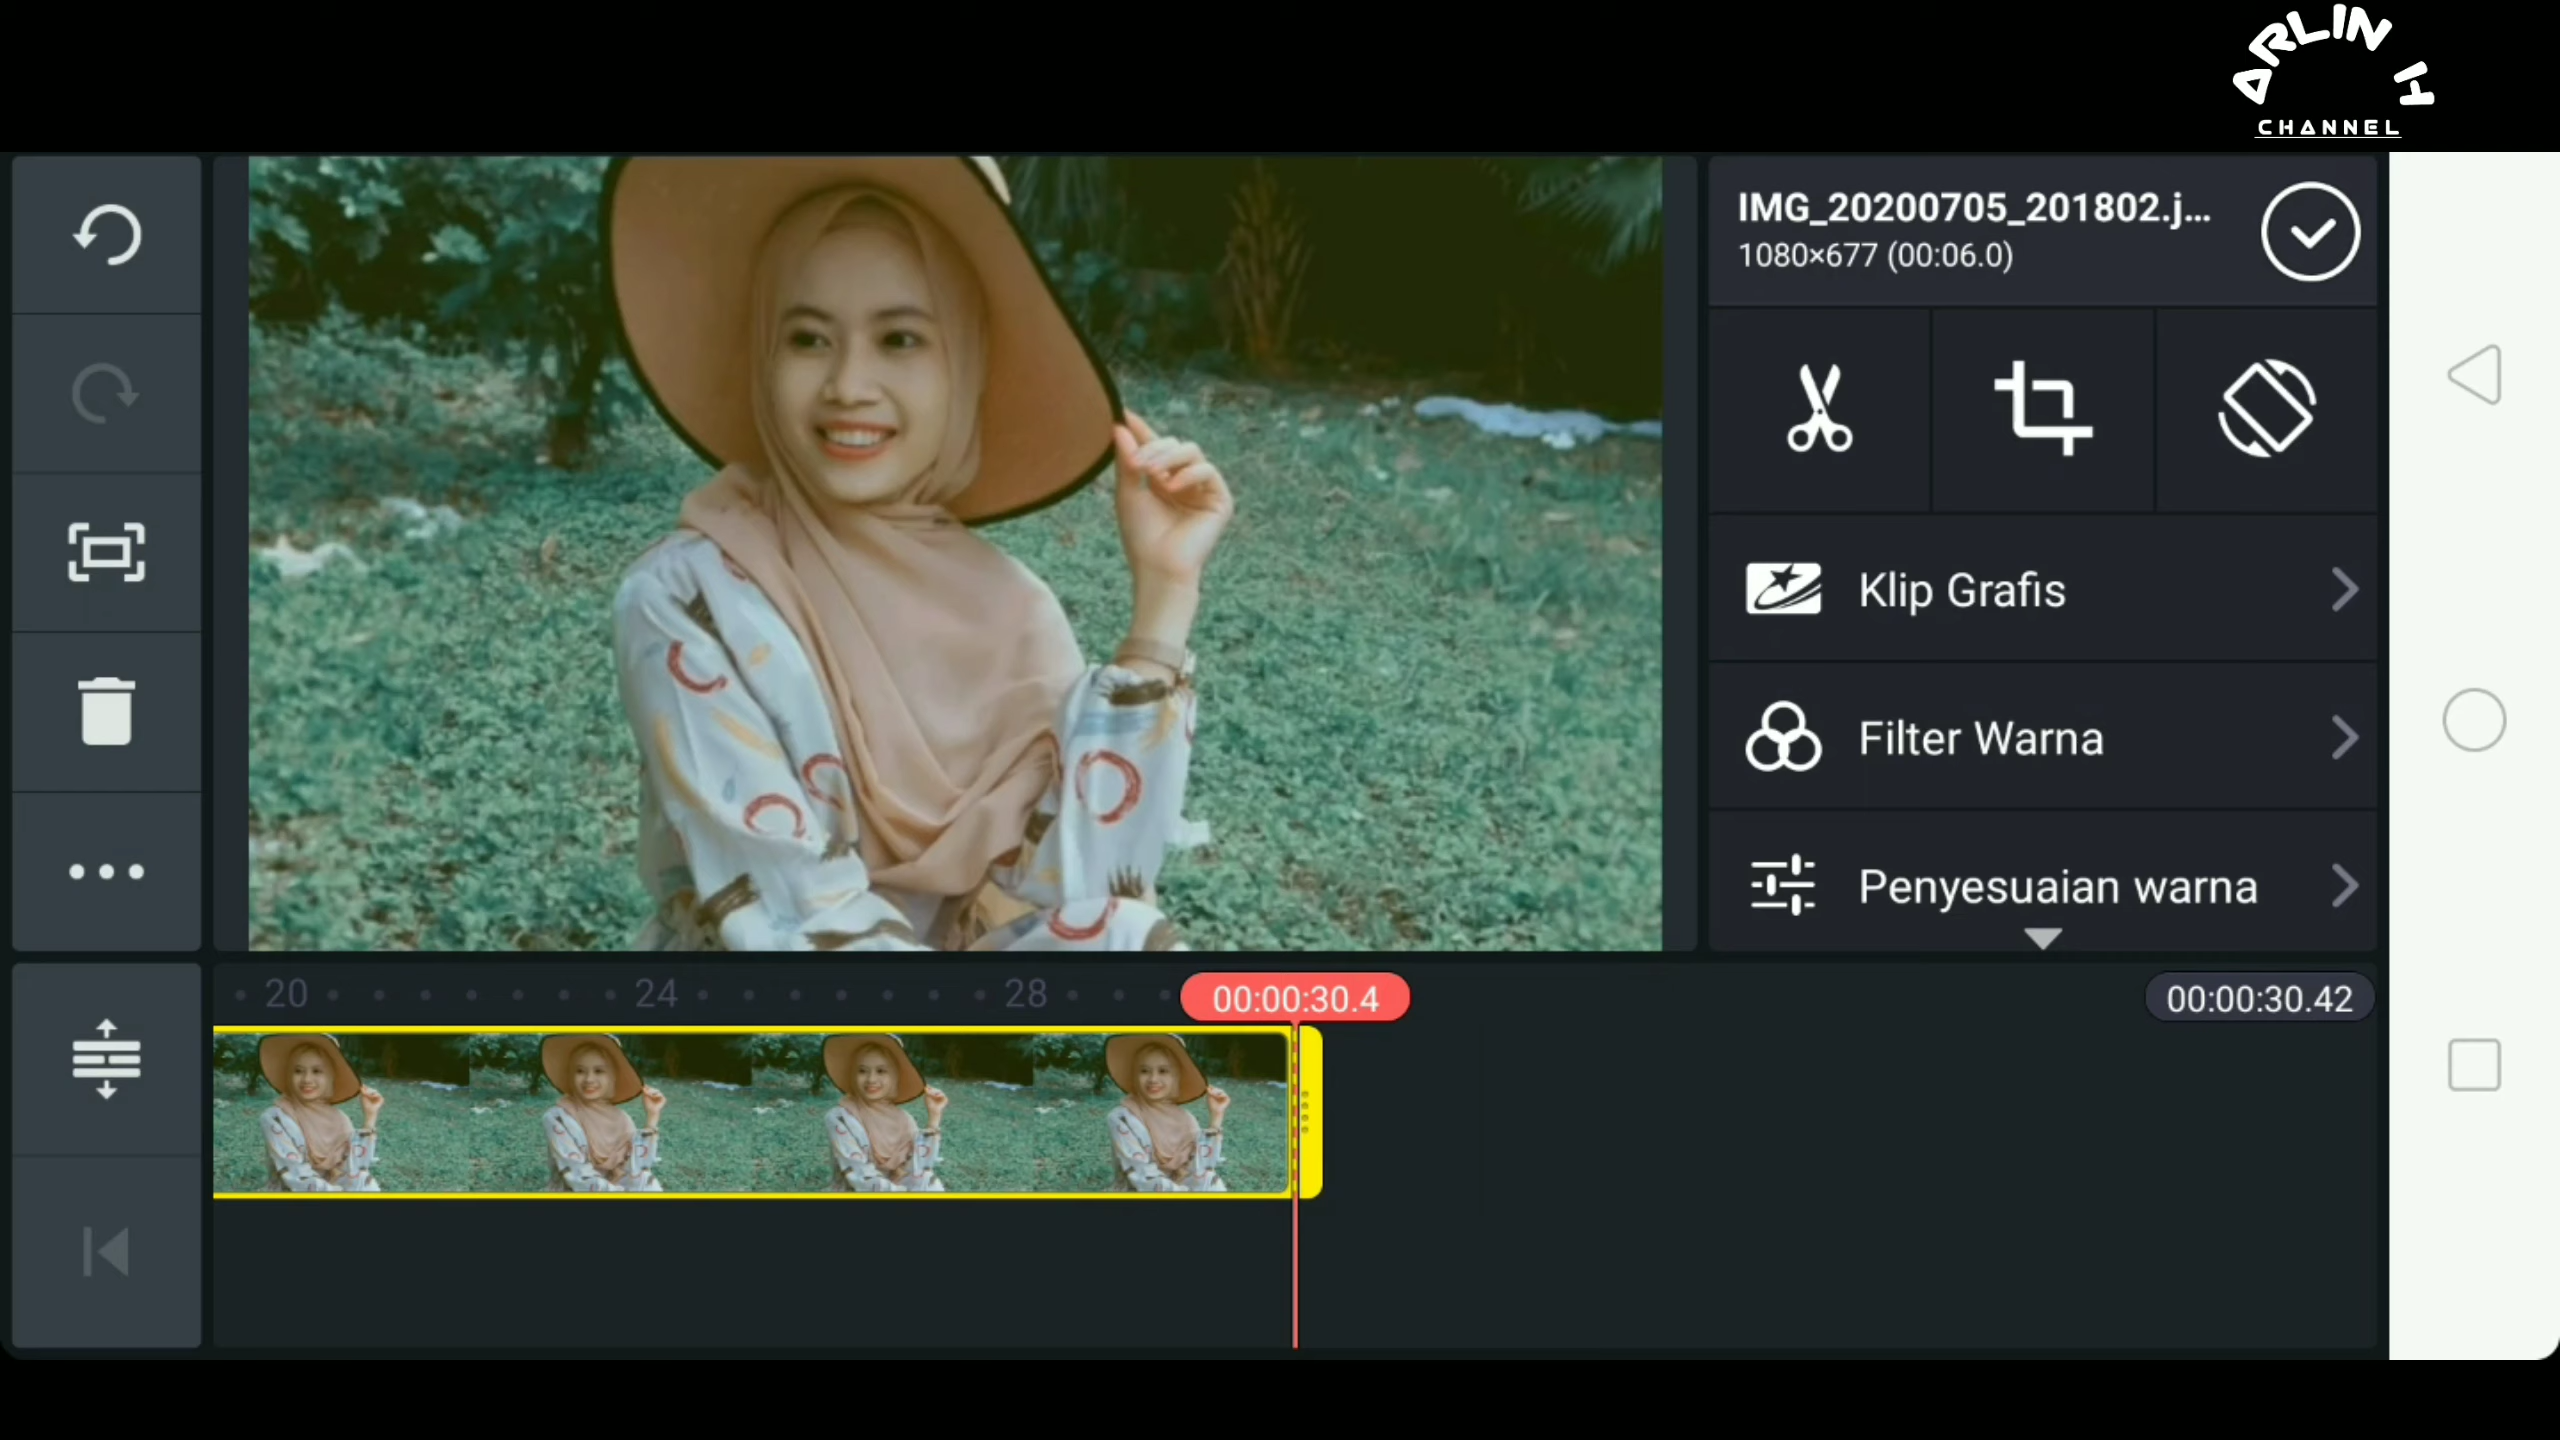 ARLIN H
CHANNEL
IMG_20200705_201802.j...
1080×677 (00:06.0)
Klip Grafis
Filter Warna
Penyesuaian warna
20
24
28
00:00:30.4
00:00:30.42